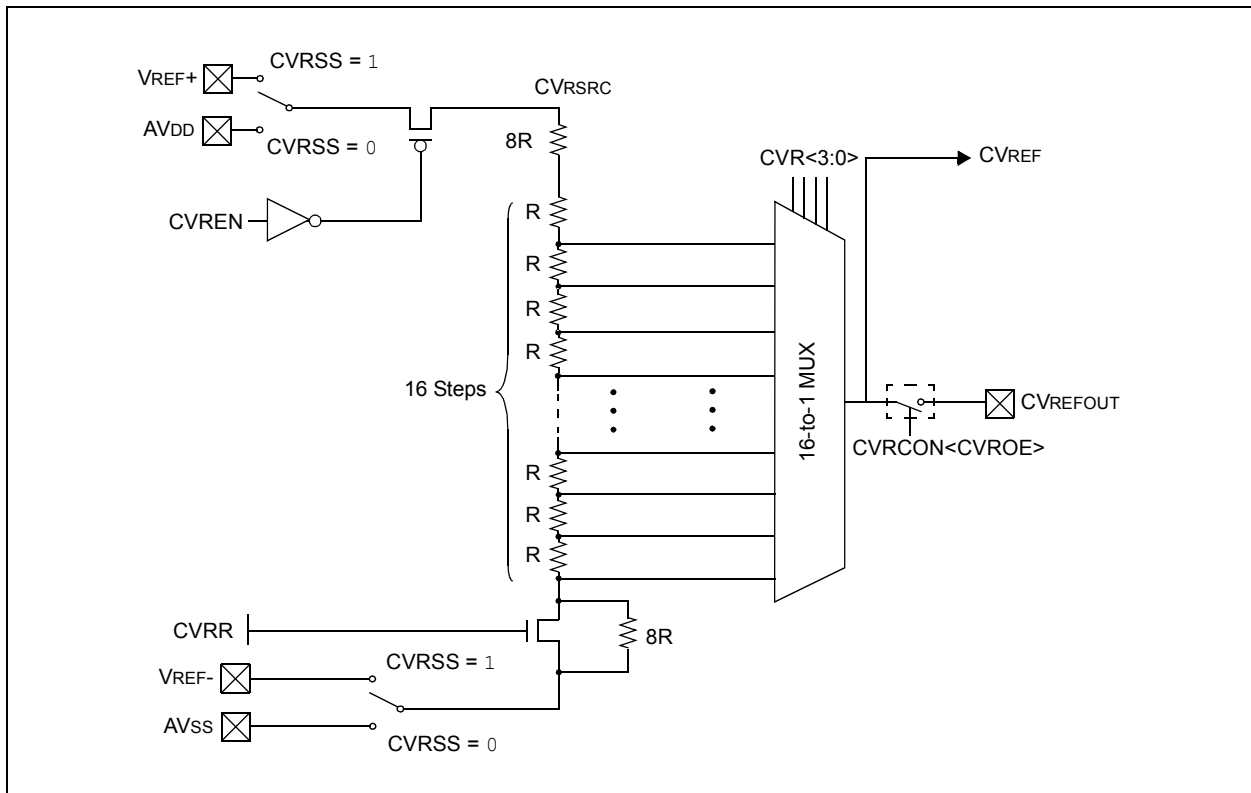 CVRSS = 1
VREF+
CVRSRC
AVDD
8R
CVRSS = 0
CVR<3:0>
CVREF
CVREN
R
R
R
R
16 Steps
16-to-1 MUX
CVREFOUT
CVRCON<CVROE>
R
R
R
CVRR
8R
CVRSS = 1
VREF-
AVSS
CVRSS = 0